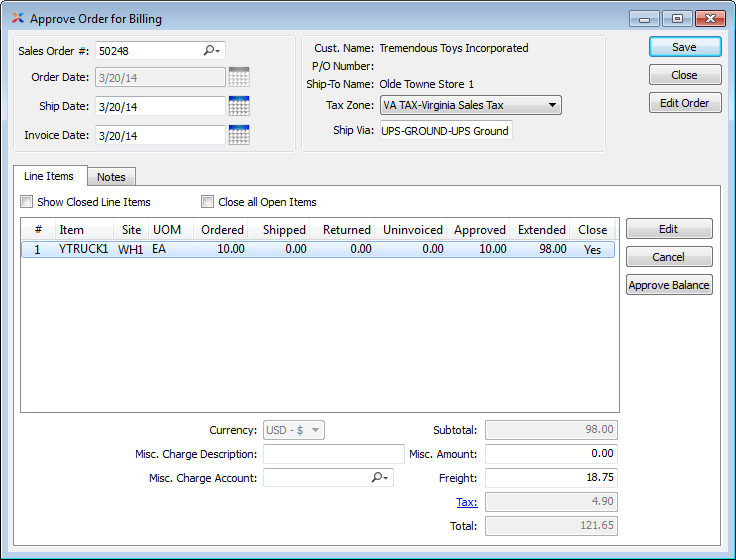 Approve Order for Billing
Sales Order #: 50248
Order Date: 3/20/14
Ship Date: 3/20/14
Invoice Date: 3/20/14
Cust. Name: Tremendous Toys Incorporated
P/O Number:
Ship-To Name: Olde Towne Store 1
Tax Zone: VA TAX-Virginia Sales Tax
Ship Via: UPS-GROUND-UPS Ground
Save
Close
Edit Order
Line Items Notes
Show Closed Line Items Close all Open Items
# Item Site UOM Ordered Shipped Returned Uninvoiced Approved Extended Close
1 YTRUCK1 WH1 EA 10.00 0.00 0.00 0.00 10.00 98.00 Yes
Edit
Cancel
Approve Balance
Currency: USD - $
Misc. Charge Description:
Misc. Charge Account:
Subtotal: 98.00
Misc. Amount: 0.00
Freight: 18.75
Tax: 4.90
Total: 121.65